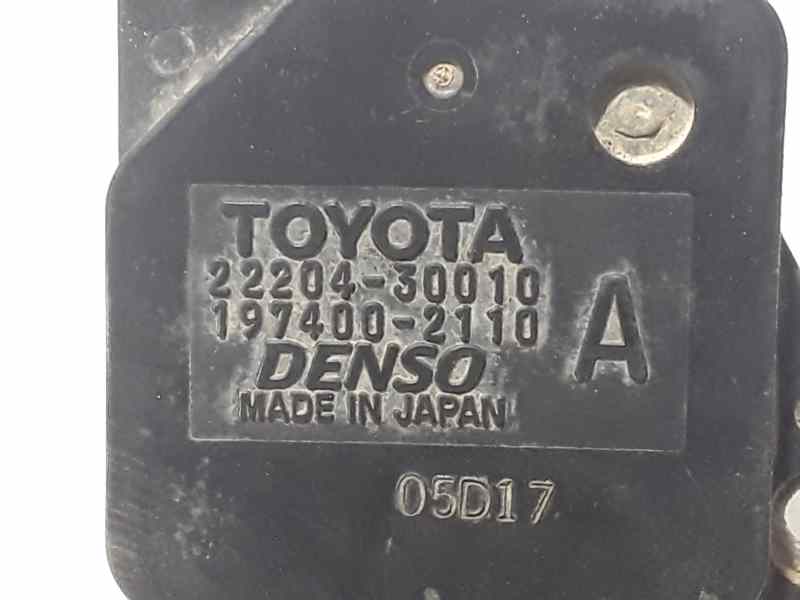 TOYOTA
22204-30010
197400-2110
A
DENSO
MADE IN JAPAN
05D17